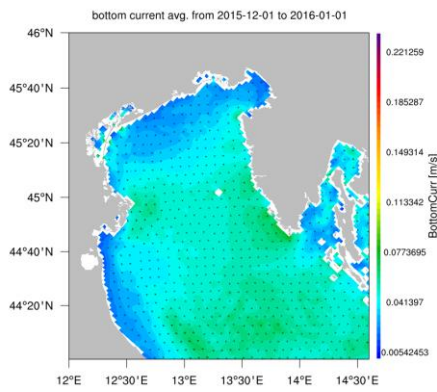 bottom current avg. from 2015-12-01 to 2016-01-01
46°N
45°40'
45°20'
45°N
44°40'
44°20'
12°E
12°30'
13°E
13°30'
14°E
14°30'
0.221259
0.185287
0.149314
0.113342
0.0773695
0.041397
0.00542453
BottomCurr [m/s]